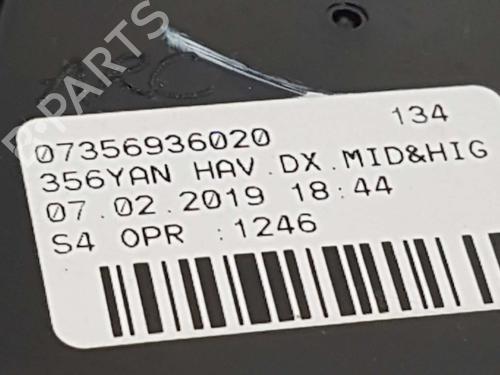 B-PARTS
07356936020 134
356YAN HAV.DX.MID&HIG
07.02.2019 18:44
S4 OPR :1246